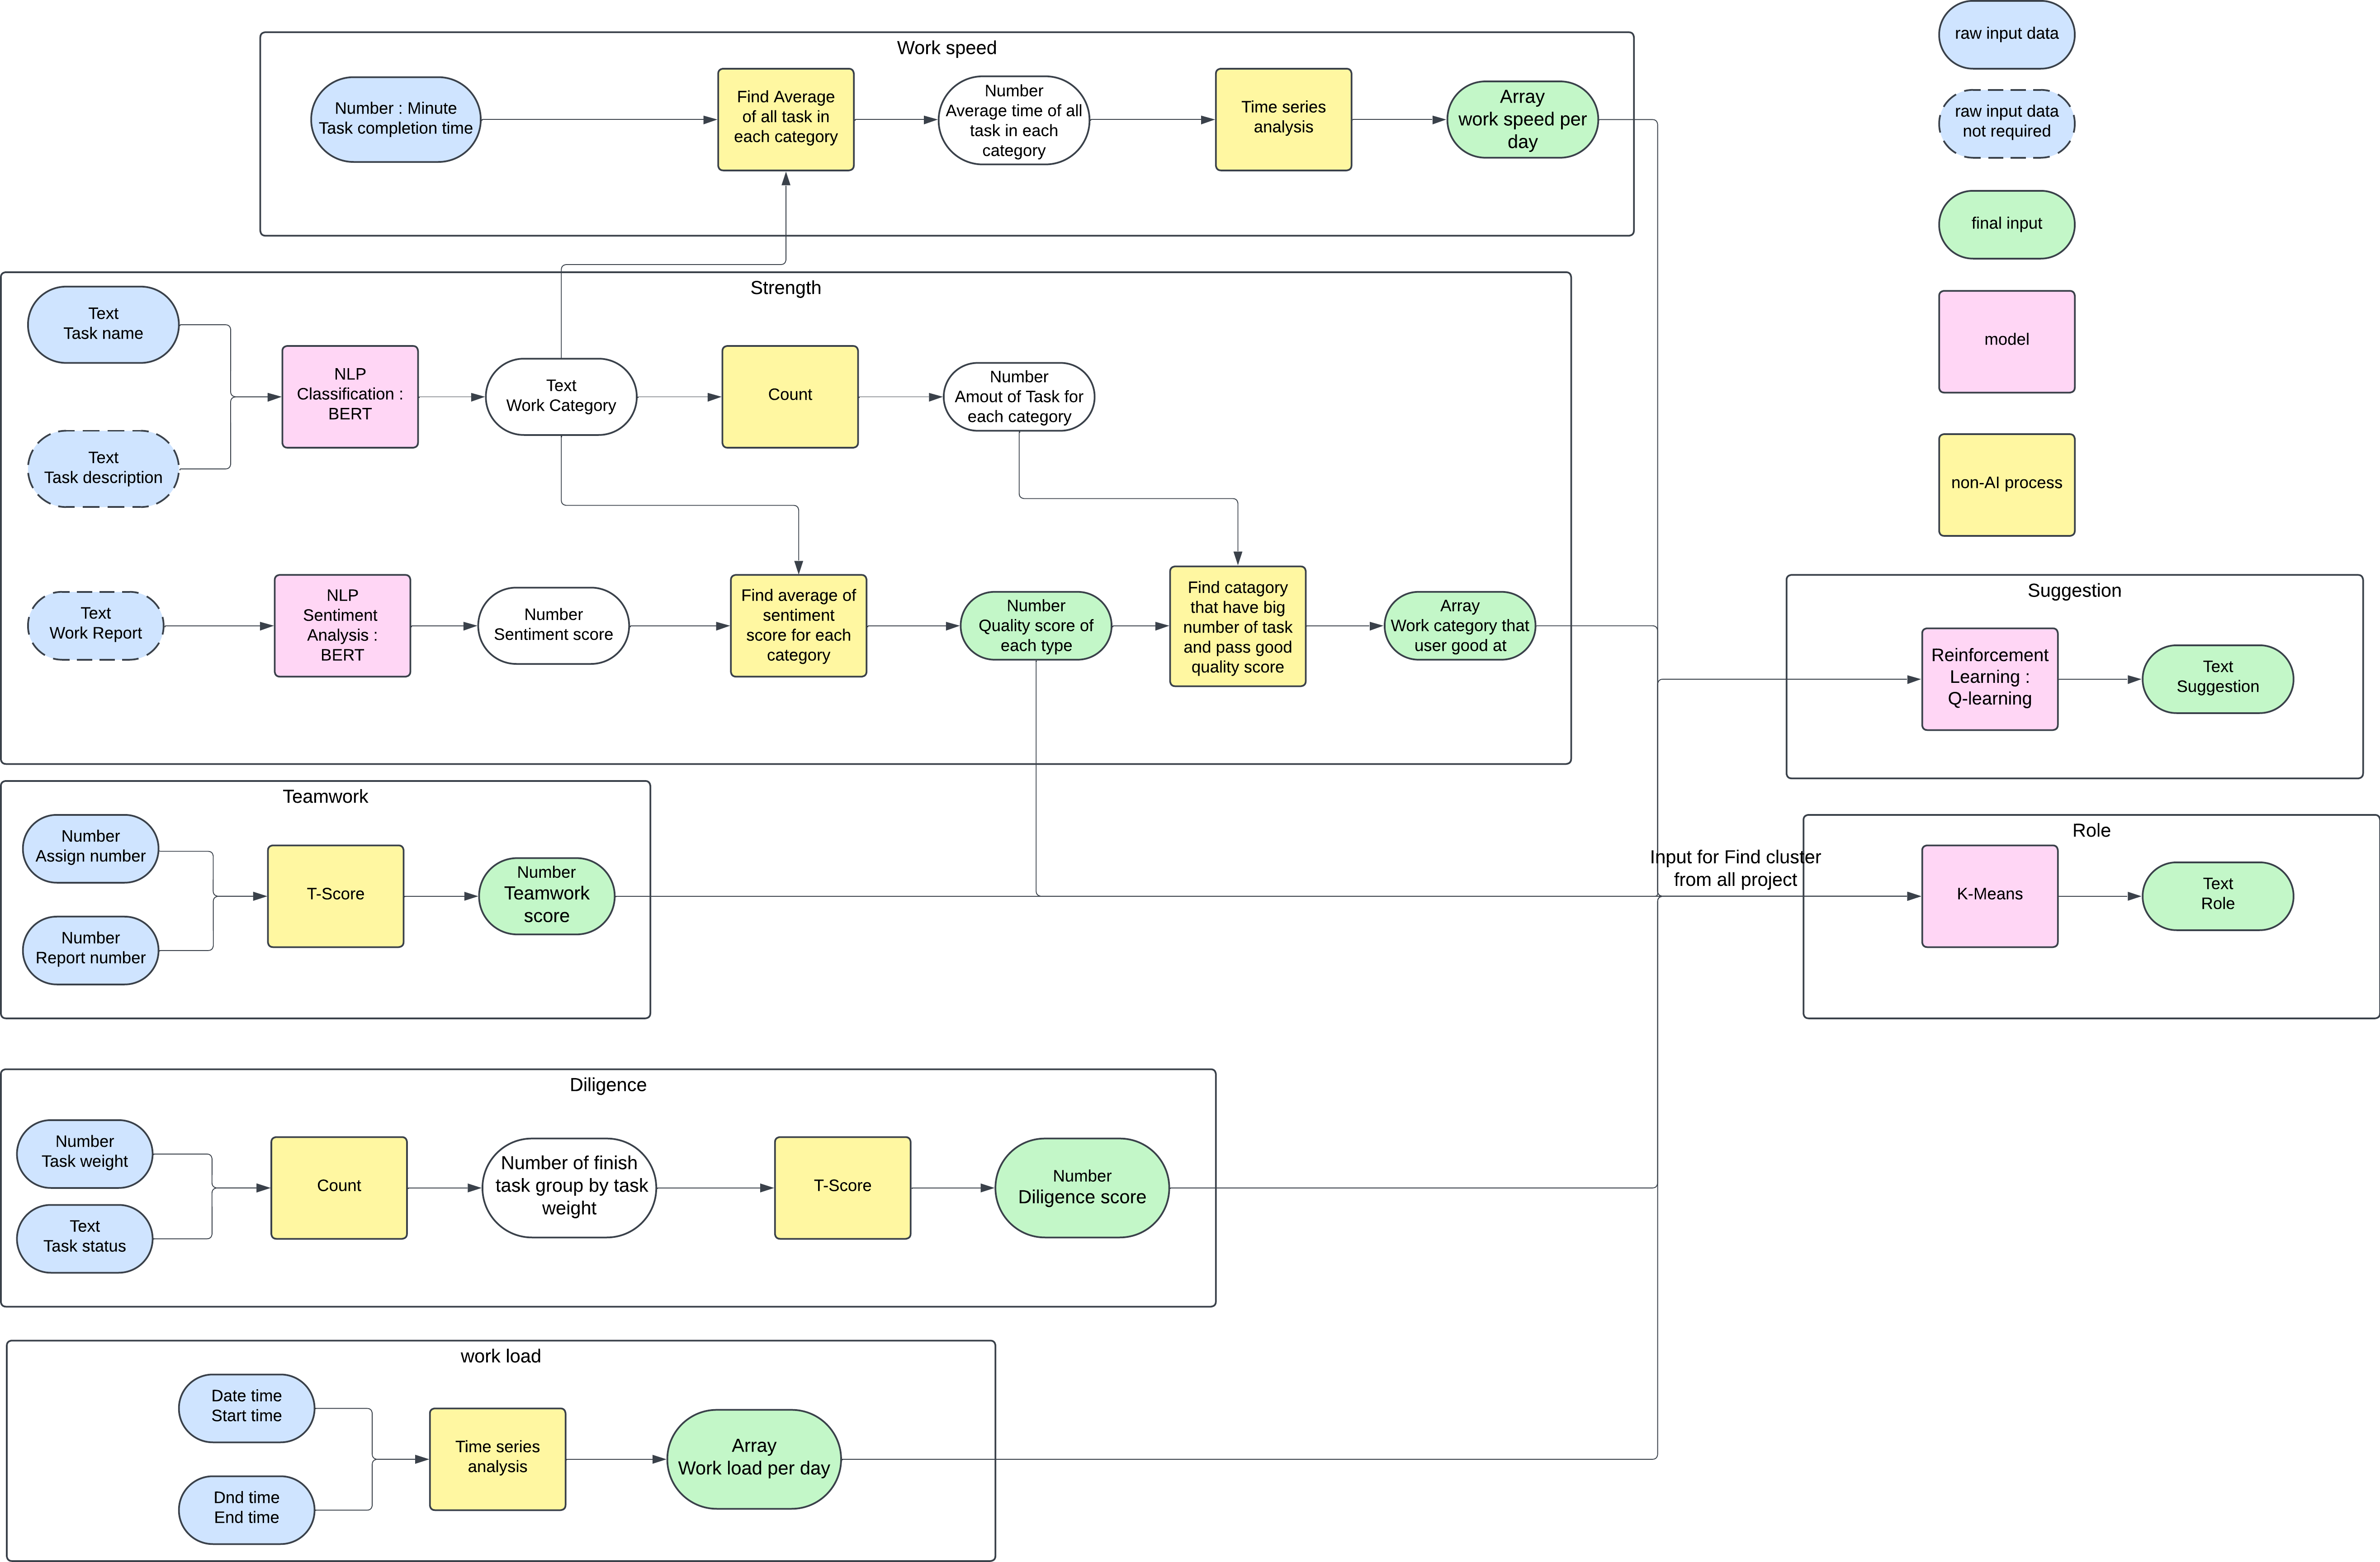 Work speed
Number : Minute
Task completion time
Find Average
of all task in
each category
Number
Average time of all
task in each
category
Time series
analysis
Array
work speed per
day
raw input data
raw input data
not required
final input
model
non-AI process
Strength
Text
Task name
Text
Task description
NLP
Classification :
BERT
Text
Work Category
Count
Number
Amout of Task for
each category
Text
Work Report
NLP
Sentiment
Analysis :
BERT
Number
Sentiment score
Find average of
sentiment
score for each
category
Number
Quality score of
each type
Find catagory
that have big
number of task
and pass good
quality score
Array
Work category that
user good at
Suggestion
Reinforcement
Learning :
Q-learning
Text
Suggestion
Teamwork
Number
Assign number
Number
Report number
T-Score
Number
Teamwork
score
Input for Find cluster
from all project
Role
K-Means
Text
Role
Diligence
Number
Task weight
Text
Task status
Count
Number of finish
task group by task
weight
T-Score
Number
Diligence score
work load
Date time
Start time
Dnd time
End time
Time series
analysis
Array
Work load per day